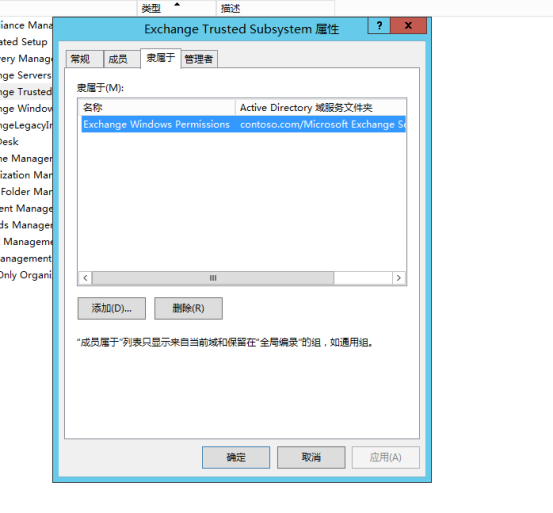 类型 描述
Exchange Trusted Subsystem 属性 ? x
常规 成员 隶属于 管理者
隶属于(M):
名称 Active Directory 域服务文件夹
Exchange Windows Permissions contoso.com/Microsoft Exchange Se
添加(D)... 删除(R)
“成员属于”列表只显示来自当前域和保留在“全局编录”的组，如通用组。
确定 取消 应用(A)
iance Mana
ated Setup
very Manage
nge Servers
nge Trusted
nge Window
ngeLegacyIn
Desk
ne Manager
ization Man
Folder Man
ent Manage
ds Manager
Manageme
anagement
Only Organi